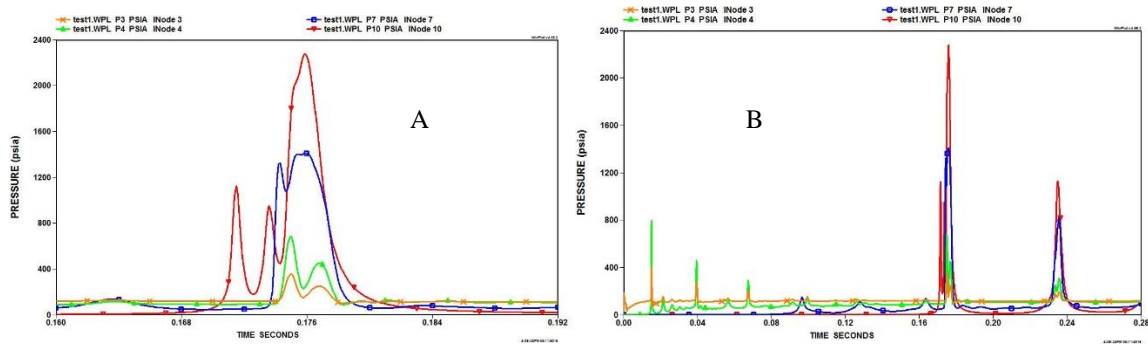 test1.WPL P3 PSIA INode 3
test1.WPL P7 PSIA INode 7
test1.WPL P4 PSIA INode 4
test1.WPL P10 PSIA INode 10
2400
2000
1600
1200
800
400
0
PRESSURE (psia)
A
0.160
0.168
0.176
0.184
0.192
TIME SECONDS
test1.WPL P3 PSIA INode 3
test1.WPL P7 PSIA INode 7
test1.WPL P4 PSIA INode 4
test1.WPL P10 PSIA INode 10
2400
2000
1600
1200
800
400
0
PRESSURE (psia)
B
0.00
0.04
0.08
0.12
0.16
0.20
0.24
0.28
TIME SECONDS